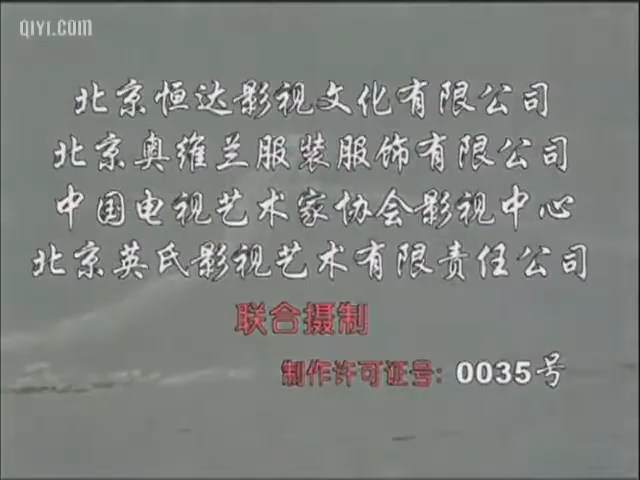 QIYI.COM
北京恒达影视文化有限公司
北京奥维兰服装服饰有限公司
中国电视艺术家协会影视中心
北京英氏影视艺术有限责任公司
联合摄制
制作许可证号: 0035号